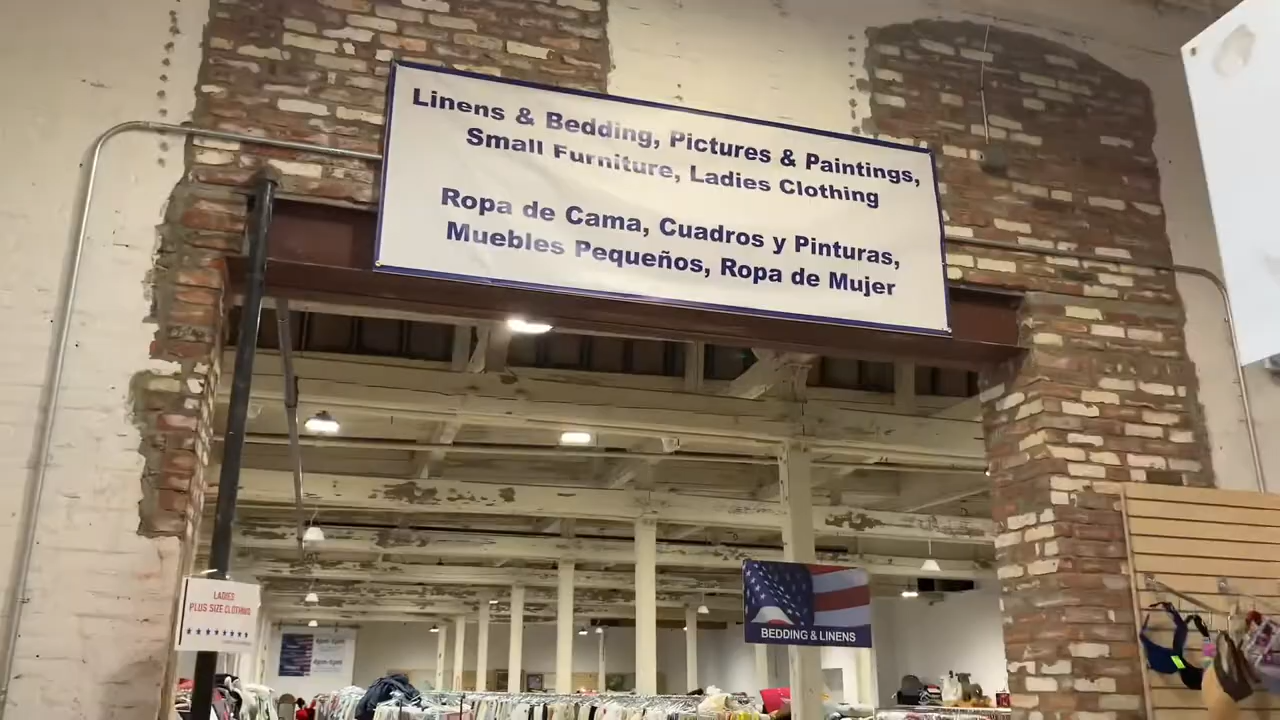 Linens & Bedding, Pictures & Paintings,
Small Furniture, Ladies Clothing
Ropa de Cama, Cuadros y Pinturas,
Muebles Pequeños, Ropa de Mujer
LADIES
PLUS SIZE CLOTHING
BEDDING & LINENS